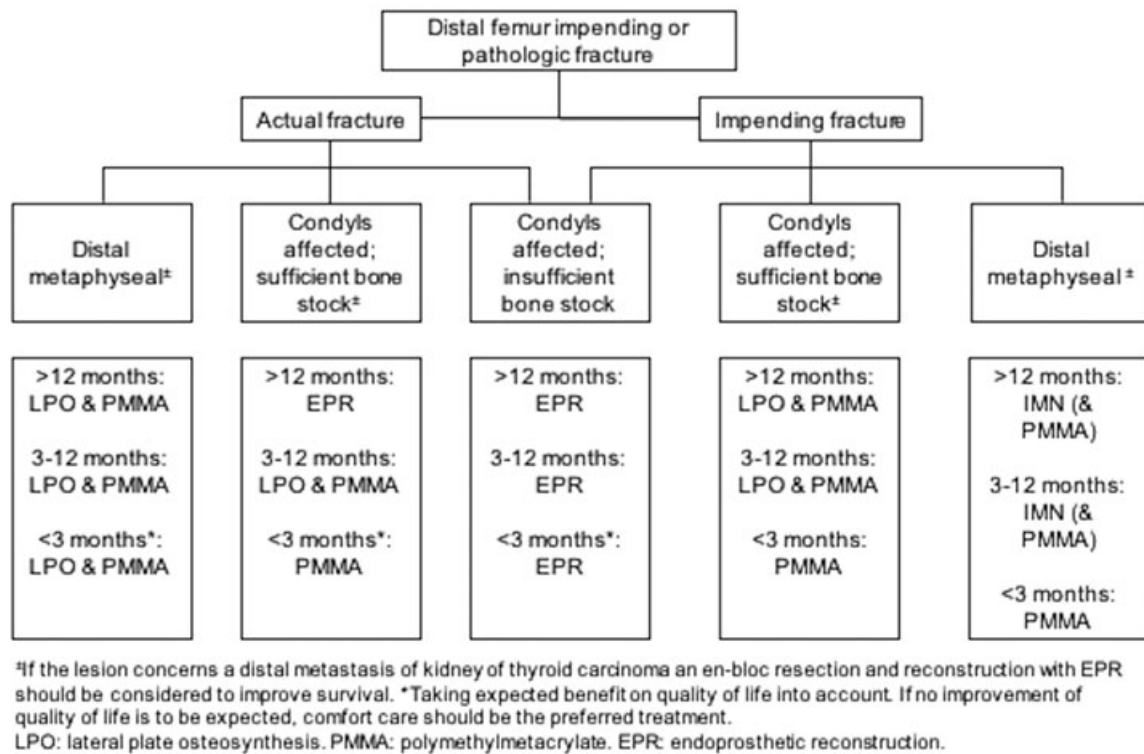 Distal femur impending or
pathologic fracture
Actual fracture
Impending fracture
Distal
metaphyseal±
Condyls
affected;
sufficient bone
stock±
Condyls
affected;
insufficient
bone stock
Condyls
affected;
sufficient bone
stock±
Distal
metaphyseal ±
>12 months:
LPO & PMMA
3-12 months:
LPO & PMMA
<3 months*:
LPO & PMMA
>12 months:
EPR
3-12 months:
LPO & PMMA
<3 months*:
PMMA
>12 months:
EPR
3-12 months:
EPR
<3 months*:
EPR
>12 months:
LPO & PMMA
3-12 months:
LPO & PMMA
<3 months:
PMMA
>12 months:
IMN (&
PMMA)
3-12 months:
IMN (&
PMMA)
<3 months:
PMMA
±If the lesion concerns a distal metastasis of kidney of thyroid carcinoma an en-bloc resection and reconstruction with EPR
should be considered to improve survival. *Taking expected benefit on quality of life into account. If no improvement of
quality of life is to be expected, comfort care should be the preferred treatment.
LPO: lateral plate osteosynthesis. PMMA: polymethylmetacrylate. EPR: endoprosthetic reconstruction.